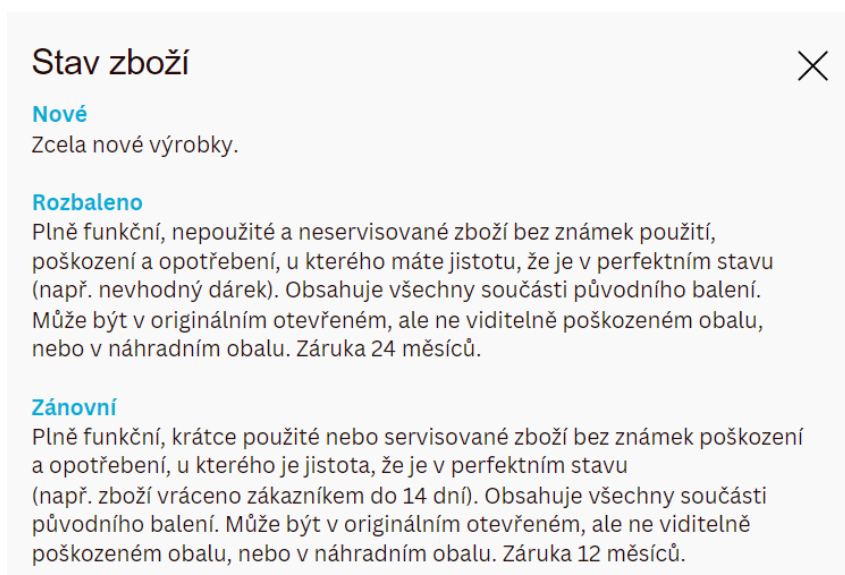 Stav zboží
Nové
Zcela nové výrobky.
Rozbaleno
Plně funkční, nepoužité a neservisované zboží bez známek použití,
poškození a opotřebení, u kterého máte jistotu, že je v perfektním stavu
(např. nevhodný dárek). Obsahuje všechny součásti původního balení.
Může být v originálním otevřeném, ale ne viditelně poškozeném obalu,
nebo v náhradním obalu. Záruka 24 měsíců.
Zánovní
Plně funkční, krátce použité nebo servisované zboží bez známek poškození
a opotřebení, u kterého je jistota, že je v perfektním stavu
(např. zboží vráceno zákazníkem do 14 dní). Obsahuje všechny součásti
původního balení. Může být v originálním otevřeném, ale ne viditelně
poškozeném obalu, nebo v náhradním obalu. Záruka 12 měsíců.